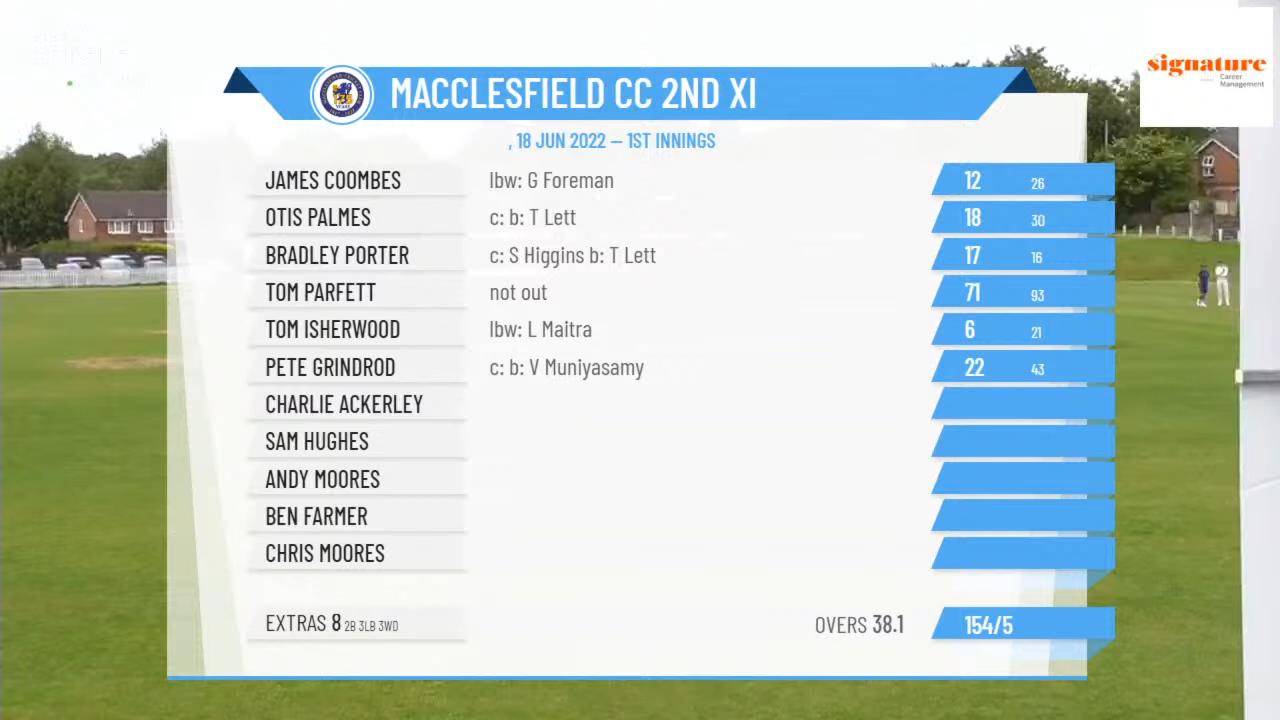 signature
Career
Management
MACCLESFIELD CC 2ND XI
, 18 JUN 2022 – 1ST INNINGS
JAMES COOMBES lbw: G Foreman 12 26
OTIS PALMES c: b: T Lett 18 30
BRADLEY PORTER c: S Higgins b: T Lett 17 16
TOM PARFETT not out 71 93
TOM ISHERWOOD lbw: L Maitra 6 21
PETE GRINDROD c: b: V Muniyasamy 22 43
CHARLIE ACKERLEY
SAM HUGHES
ANDY MOORES
BEN FARMER
CHRIS MOORES
EXTRAS 8 2B 3LB 3WD OVERS 38.1 154/5